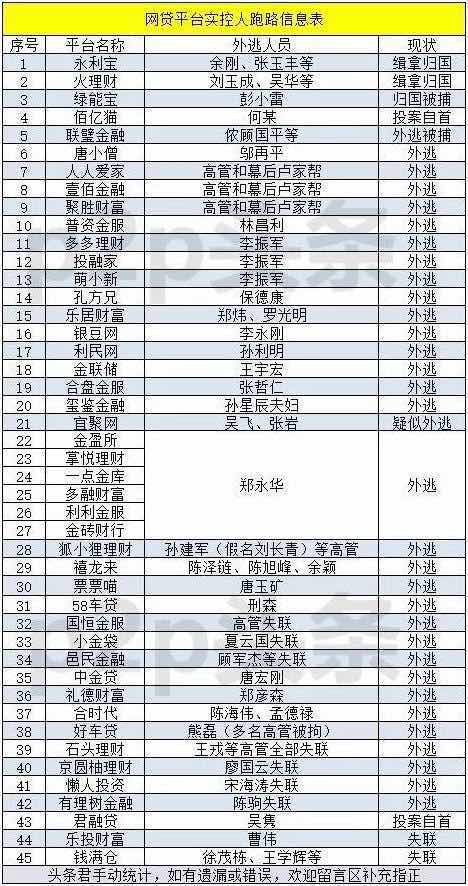 网贷平台实控人跑路信息表
序号 平台名称 外逃人员 现状
1 永利宝 余刚、张王丰等 缉拿归国
2 火理财 刘玉成、吴华等 缉拿归国
3 绿能宝 彭小雷 归国被捕
4 佰亿猫 何某 投案自首
5 联璧金融 侬顾国平等 外逃被捕
6 唐小僧 邬再平 外逃
7 人人爱家 高管和幕后卢家帮 外逃
8 壹佰金融 高管和幕后卢家帮 外逃
9 聚胜财富 高管和幕后卢家帮 外逃
10 普资金服 林昌利 外逃
11 多多理财 李振军 外逃
12 投融家 李振军 外逃
13 萌小新 李振军 外逃
14 孔方兄 保德康 外逃
15 乐居财富 郑炜、罗光明 外逃
16 银豆网 李永刚 外逃
17 利民网 孙利明 外逃
18 金联储 王宇宏 外逃
19 合盘金服 张哲仁 外逃
20 玺鉴金融 孙星辰夫妇 外逃
21 宜聚网 吴飞、张岩 疑似外逃
22 金盈所
23 掌悦理财
24 一点金库
郑永华 外逃
25 多融财富
26 利利金服
27 金砖财行
28 狐小狸理财 孙建军（假名刘长青）等高管 外逃
29 禧龙来 陈泽链、陈旭峰、余颖 外逃
30 票票喵 唐玉矿 外逃
31 58车贷 刑森 外逃
32 国恒金服 高管失联 外逃
33 小金袋 夏云国失联 外逃
34 邑民金融 顾军杰等失联 外逃
35 中金贷 唐宏刚 外逃
36 礼德财富 郑彦森 外逃
37 合时代 陈海伟、孟德禄 外逃
38 好车贷 熊磊（多名高管被拘） 外逃
39 石头理财 王戎等高管全部失联 外逃
40 京圆柚理财 廖国云失联 外逃
41 懒人投资 宋海涛失联 外逃
42 有理树金融 陈驹失联 外逃
43 君融贷 吴隽 投案自首
44 乐投财富 曹伟 失联
45 钱满仓 徐茂栋、王学辉等 失联
头条君手动统计，如有遗漏或错误，欢迎留言区补充指正
p2p头条
p2p头条